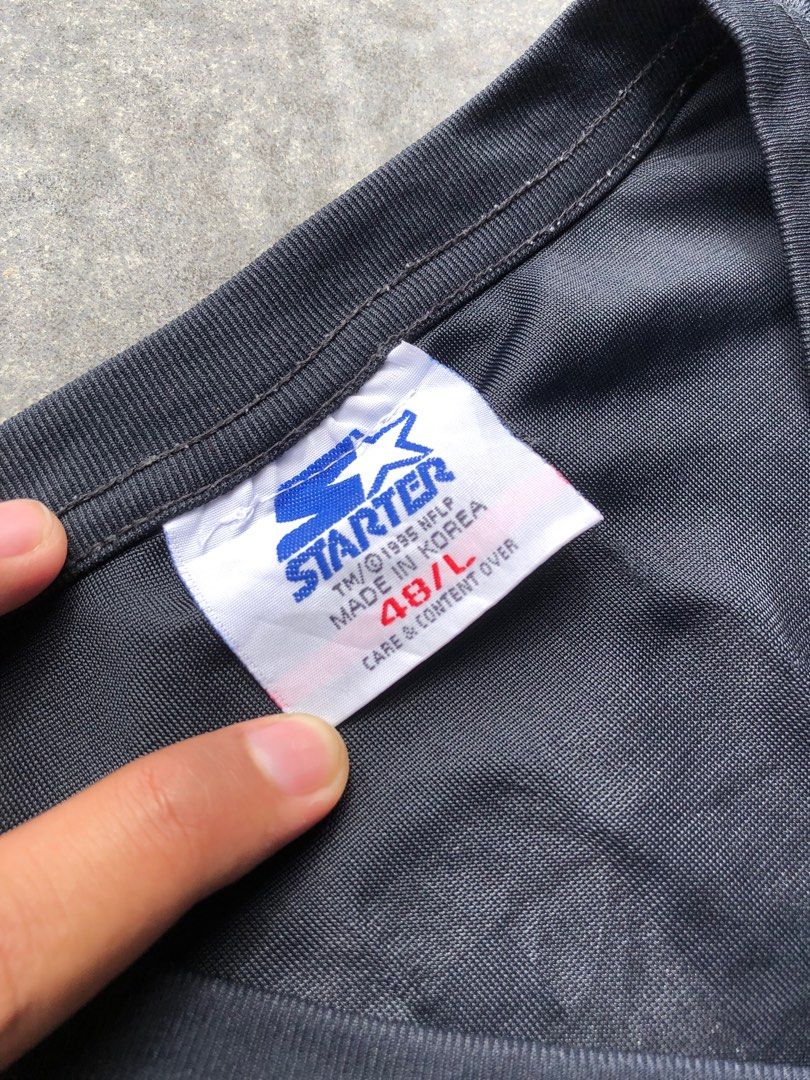 STARTER
TM/©1995 NFLP
MADE IN KOREA
48/L
CARE & CONTENT OVER